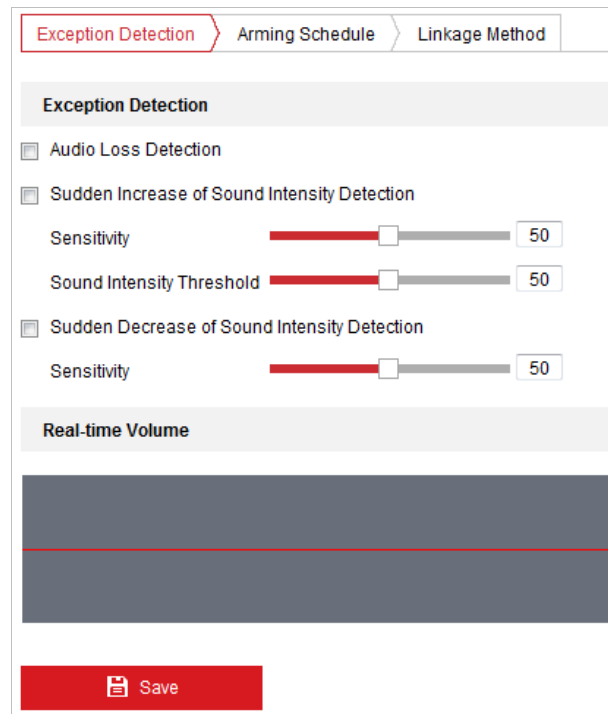 Exception Detection Arming Schedule Linkage Method
Exception Detection
Audio Loss Detection
Sudden Increase of Sound Intensity Detection
Sensitivity 50
Sound Intensity Threshold 50
Sudden Decrease of Sound Intensity Detection
Sensitivity 50
Real-time Volume
Save